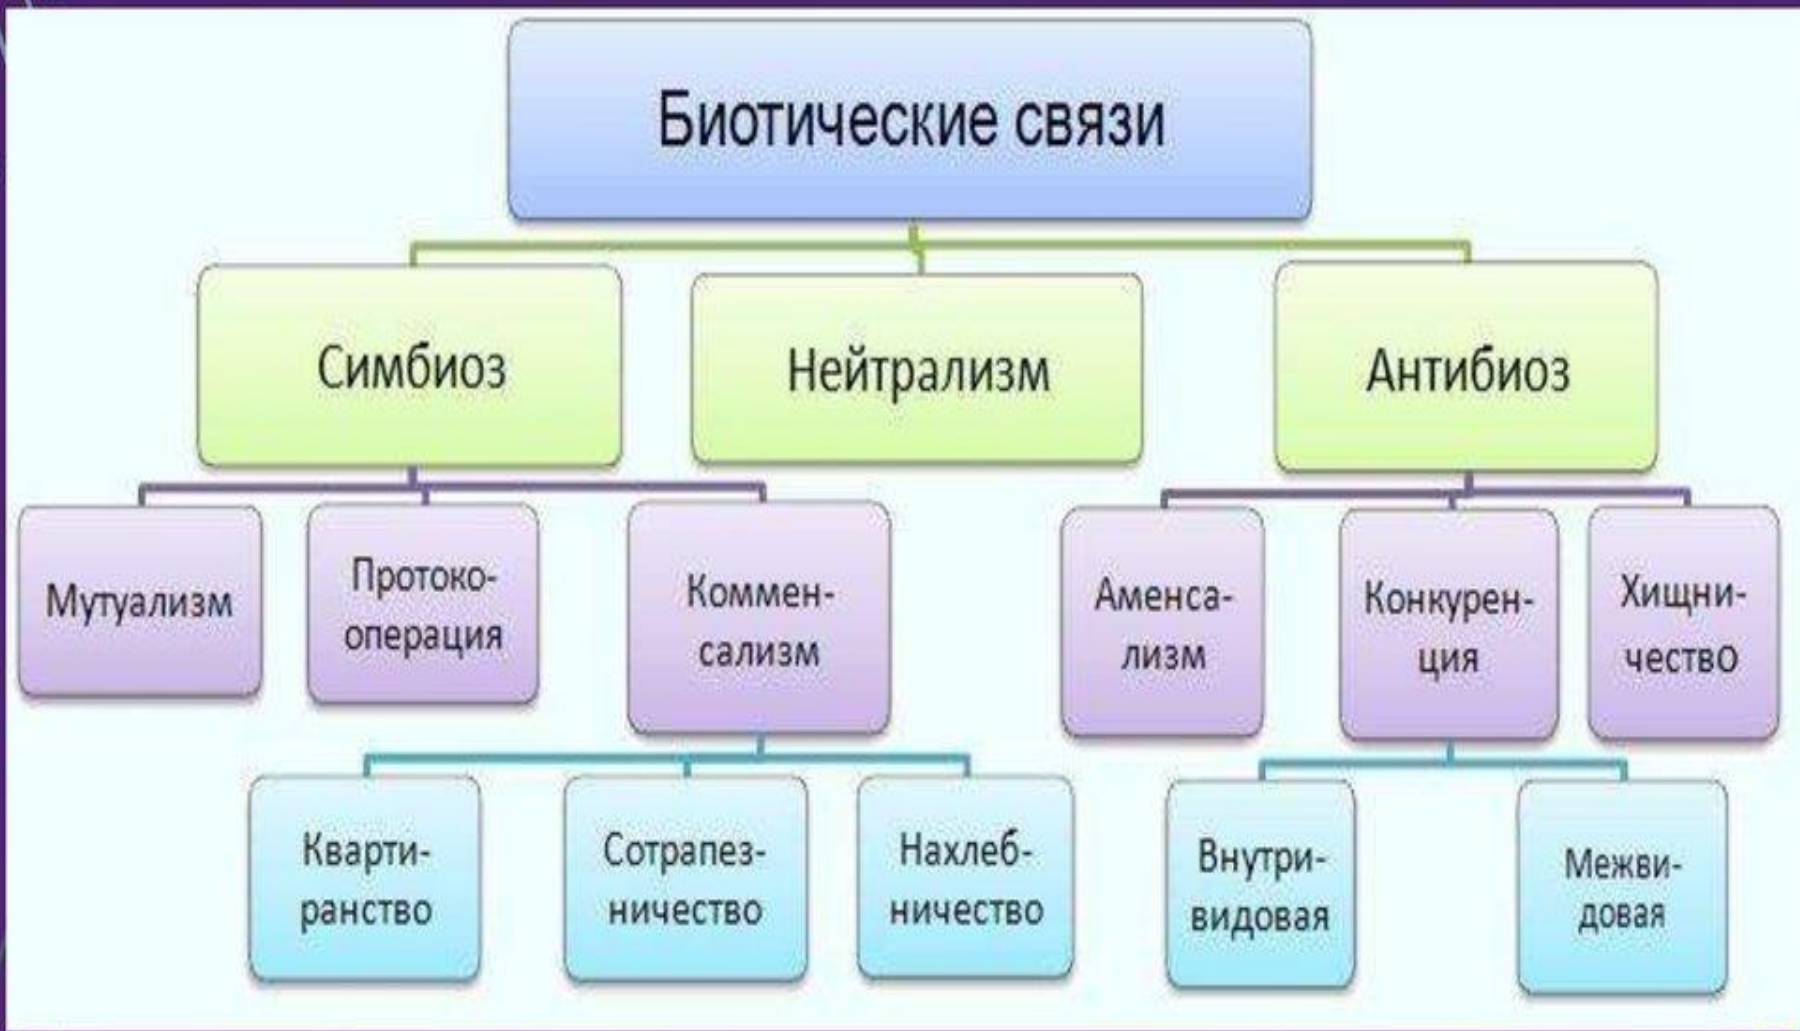 Биотические связи
Симбиоз
Нейтрализм
Антибиоз
Мутуализм
Протоко-
операция
Коммен-
сализм
Аменса-
лизм
Конкурен-
ция
Хищни-
чество
Кварти-
ранство
Сотрапез-
ничество
Нахлеб-
ничество
Внутри-
видовая
Межви-
довая